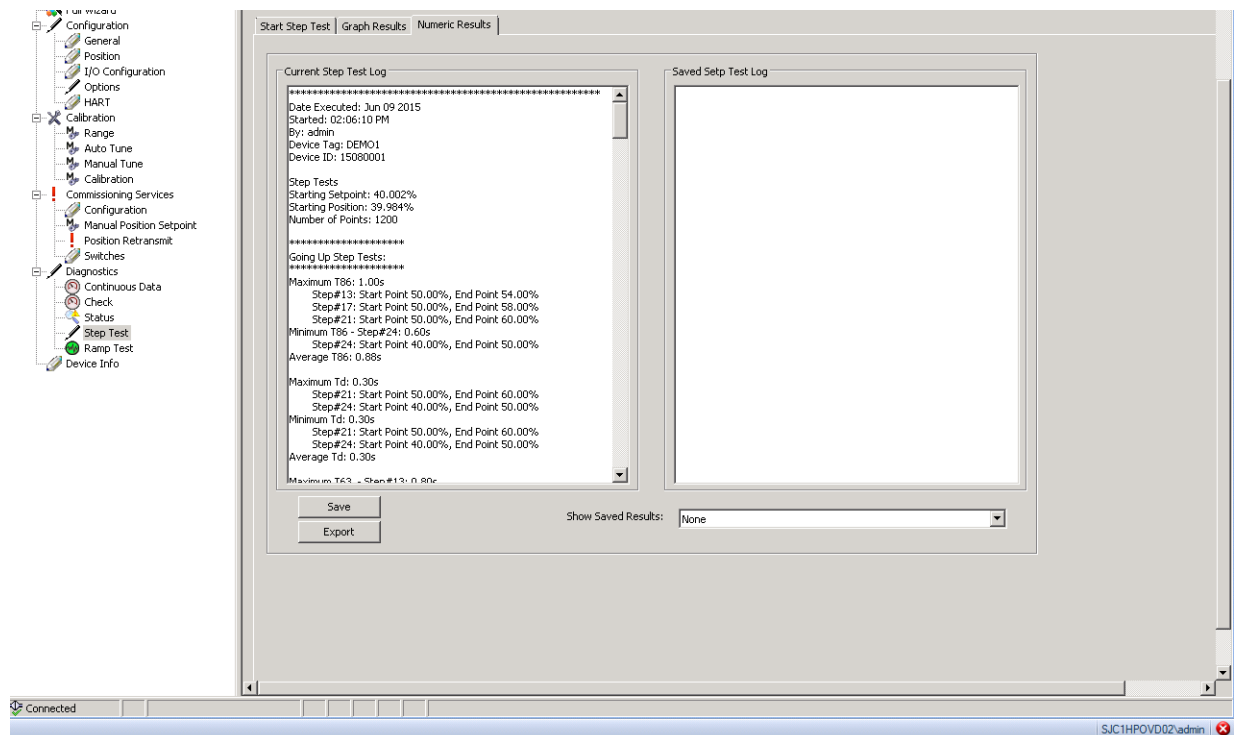 Full Wizard
Configuration
General
Position
I/O Configuration
Options
HART
Calibration
Range
Auto Tune
Manual Tune
Calibration
Commissioning Services
Configuration
Manual Position Setpoint
Position Retransmit
Switches
Diagnostics
Continuous Data
Check
Status
Step Test
Ramp Test
Device Info
Start Step Test
Graph Results
Numeric Results
Current Step Test Log
******************************************************
Date Executed: Jun 09 2015
Started: 02:06:10 PM
By: admin
Device Tag: DEMO1
Device ID: 15080001
Step Tests
Starting Setpoint: 40.002%
Starting Position: 39.984%
Number of Points: 1200
********************
Going Up Step Tests:
********************
Maximum T86: 1.00s
Step#13: Start Point 50.00%, End Point 54.00%
Step#17: Start Point 50.00%, End Point 58.00%
Step#21: Start Point 50.00%, End Point 60.00%
Minimum T86 - Step#24: 0.60s
Step#24: Start Point 40.00%, End Point 50.00%
Average T86: 0.88s
Maximum Td: 0.30s
Step#21: Start Point 50.00%, End Point 60.00%
Step#24: Start Point 40.00%, End Point 50.00%
Minimum Td: 0.30s
Step#21: Start Point 50.00%, End Point 60.00%
Step#24: Start Point 40.00%, End Point 50.00%
Average Td: 0.30s
Maximum T63 - Step#13: 0.80s
Saved Setp Test Log
Save
Export
Show Saved Results:
None
Connected
SJC1HPOVD02\admin